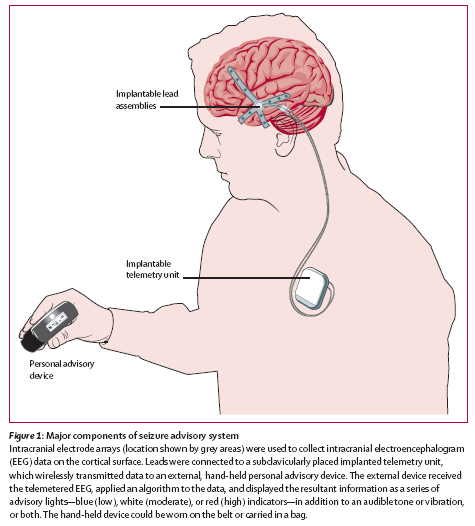 Implantable lead
assemblies
Implantable
telemetry unit
Personal advisory
device
Figure 1: Major components of seizure advisory system
Intracranial electrode arrays (location shown by grey areas) were used to collect intracranial electroencephalogram
(EEG) data on the cortical surface. Leads were connected to a subclavicularly placed implanted telemetry unit,
which wirelessly transmitted data to an external, hand-held personal advisory device. The external device received
the telemetered EEG, applied an algorithm to the data, and displayed the resultant information as a series of
advisory lights—blue (low), white (moderate), or red (high) indicators—in addition to an audible tone or vibration,
or both. The hand-held device could be worn on the belt or carried in a bag.